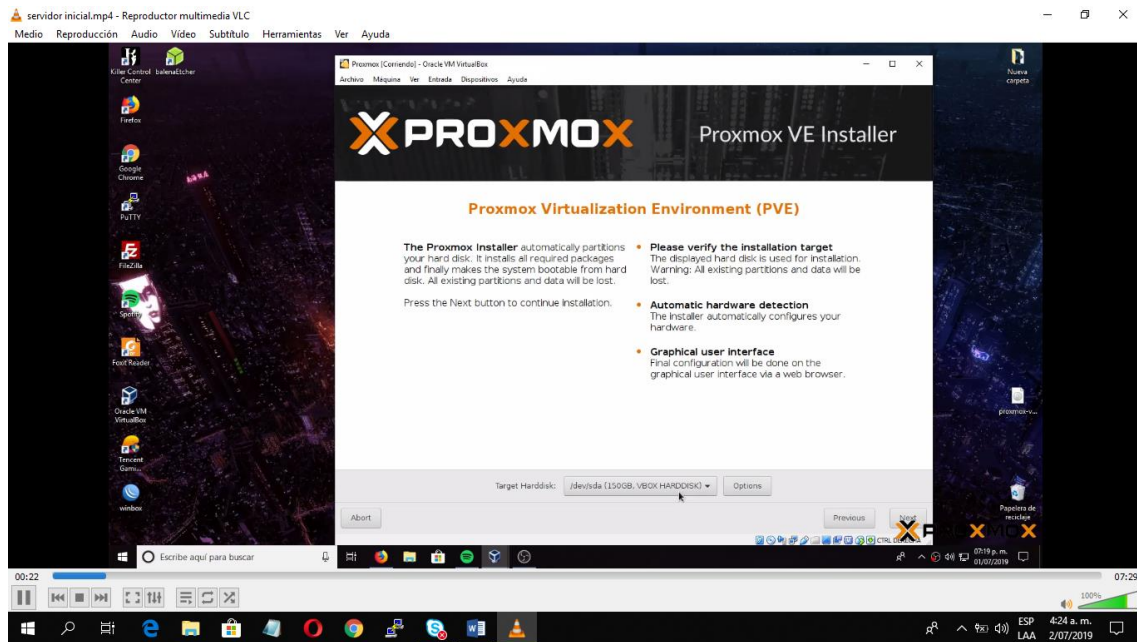 servidor inicial.mp4 - Reproductor multimedia VLC
Medio Reproducción Audio Vídeo Subtítulo Herramientas Ver Ayuda
Killer Control Center
balenaEtcher
Firefox
Google Chrome
PuTTY
FileZilla
Spotify
Foxit Reader
Oracle VM VirtualBox
Tencent Gami...
winbox
Nueva carpeta
proxmox-v...
Papelera de reciclaje
Proxmox [Corriendo] - Oracle VM VirtualBox
Archivo Máquina Ver Entrada Dispositivos Ayuda
PROXMOX
Proxmox VE Installer
Proxmox Virtualization Environment (PVE)
The Proxmox Installer automatically partitions
your hard disk. It installs all required packages
and finally makes the system bootable from hard
disk. All existing partitions and data will be lost.
Press the Next button to continue installation.
• Please verify the installation target
The displayed hard disk is used for installation.
Warning: All existing partitions and data will be
lost.
• Automatic hardware detection
The installer automatically configures your
hardware.
• Graphical user interface
Final configuration will be done on the
graphical user interface via a web browser.
Target Harddisk: /dev/sda (150GB, VBOX HARDDISK) Options
Abort Previous Next
Escribe aquí para buscar
07:19 p. m.
01/07/2019
00:22
07:29
100%
ESP
LAA
4:24 a. m.
2/07/2019